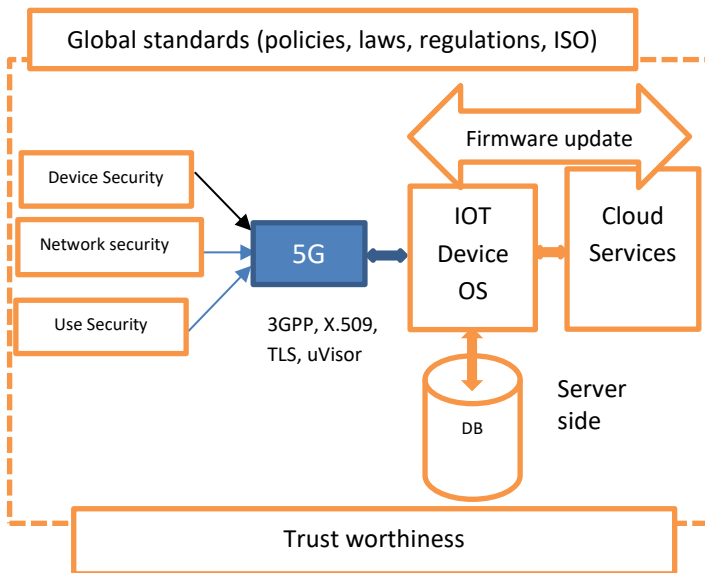 Global standards (policies, laws, regulations, ISO)
Firmware update
Device Security
Network security
Use Security
5G
3GPP, X.509,
TLS, uVisor
IOT
Device
OS
Cloud
Services
DB
Server
side
Trust worthiness